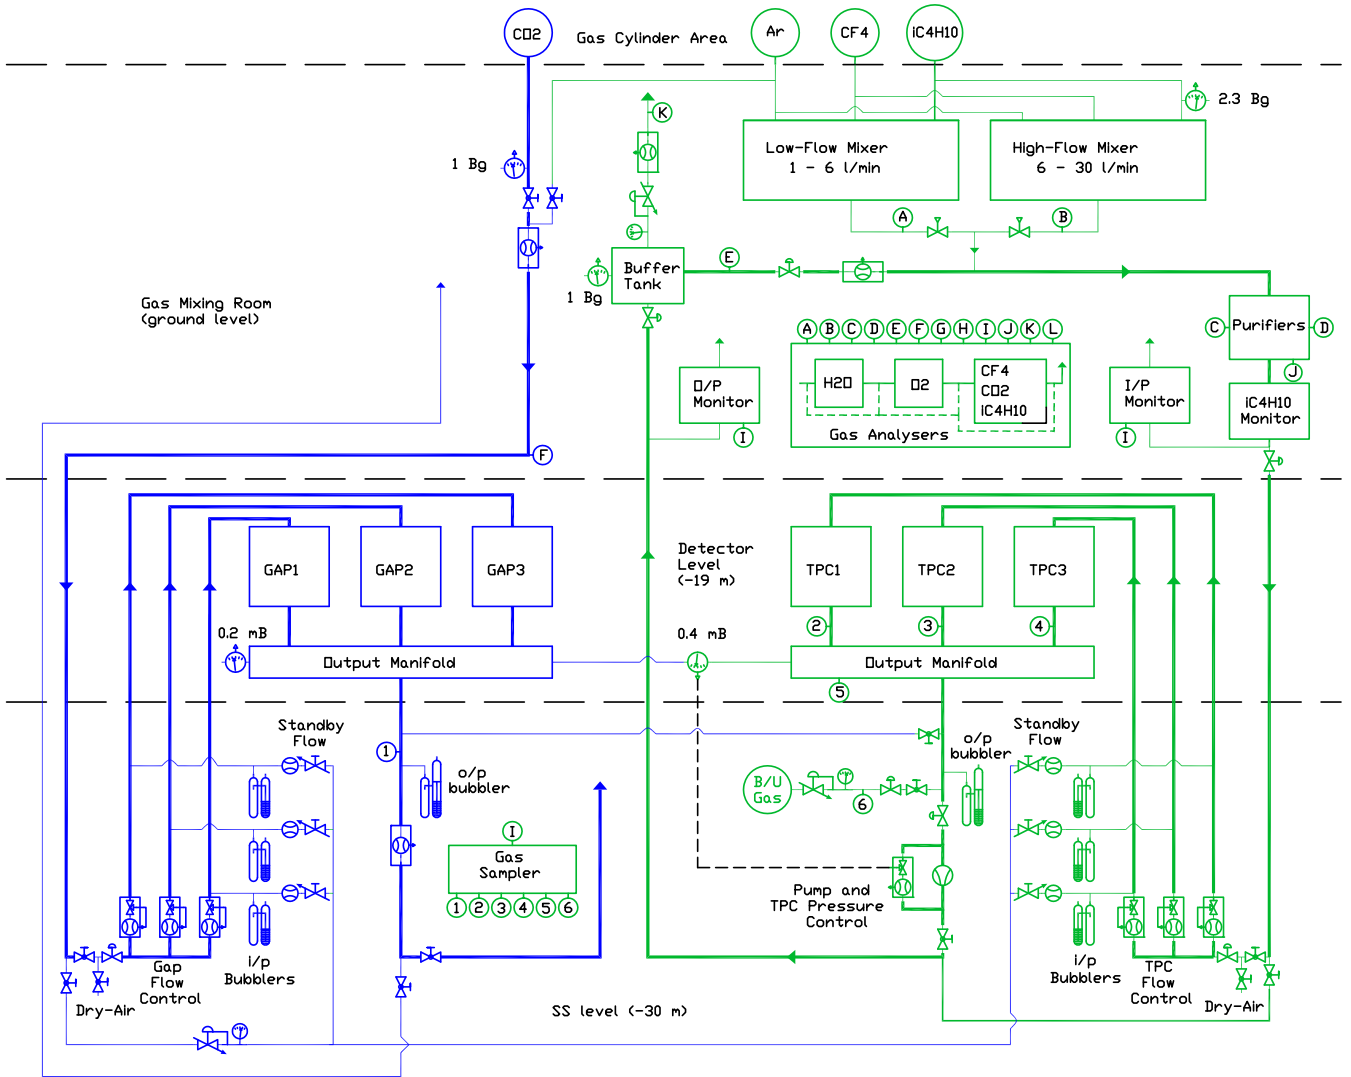 CO2
Gas Cylinder Area
Ar
CF4
iC4H10
2.3 Bg
K
Low-Flow Mixer
1 - 6 l/min
High-Flow Mixer
6 - 30 l/min
1 Bg
A
B
E
Buffer
Tank
1 Bg
Gas Mixing Room
(ground level)
C
Purifiers
D
J
A B C D E F G H I J K L
H2O
O2
CF4
CO2
iC4H10
Gas Analysers
O/P
Monitor
I
I/P
Monitor
I
iC4H10
Monitor
F
GAP1
GAP2
GAP3
Detector
Level
(-19 m)
TPC1
TPC2
TPC3
2
3
4
0.2 mB
0.4 mB
Output Manifold
Output Manifold
5
Standby
Flow
1
o/p
bubbler
B/U
Gas
6
o/p
bubbler
Standby
Flow
I
Gas
Sampler
1 2 3 4 5 6
Pump and
TPC Pressure
Control
Gap
Flow
Control
i/p
Bubblers
Dry-Air
i/p
Bubblers
TPC
Flow
Control
Dry-Air
SS level (-30 m)